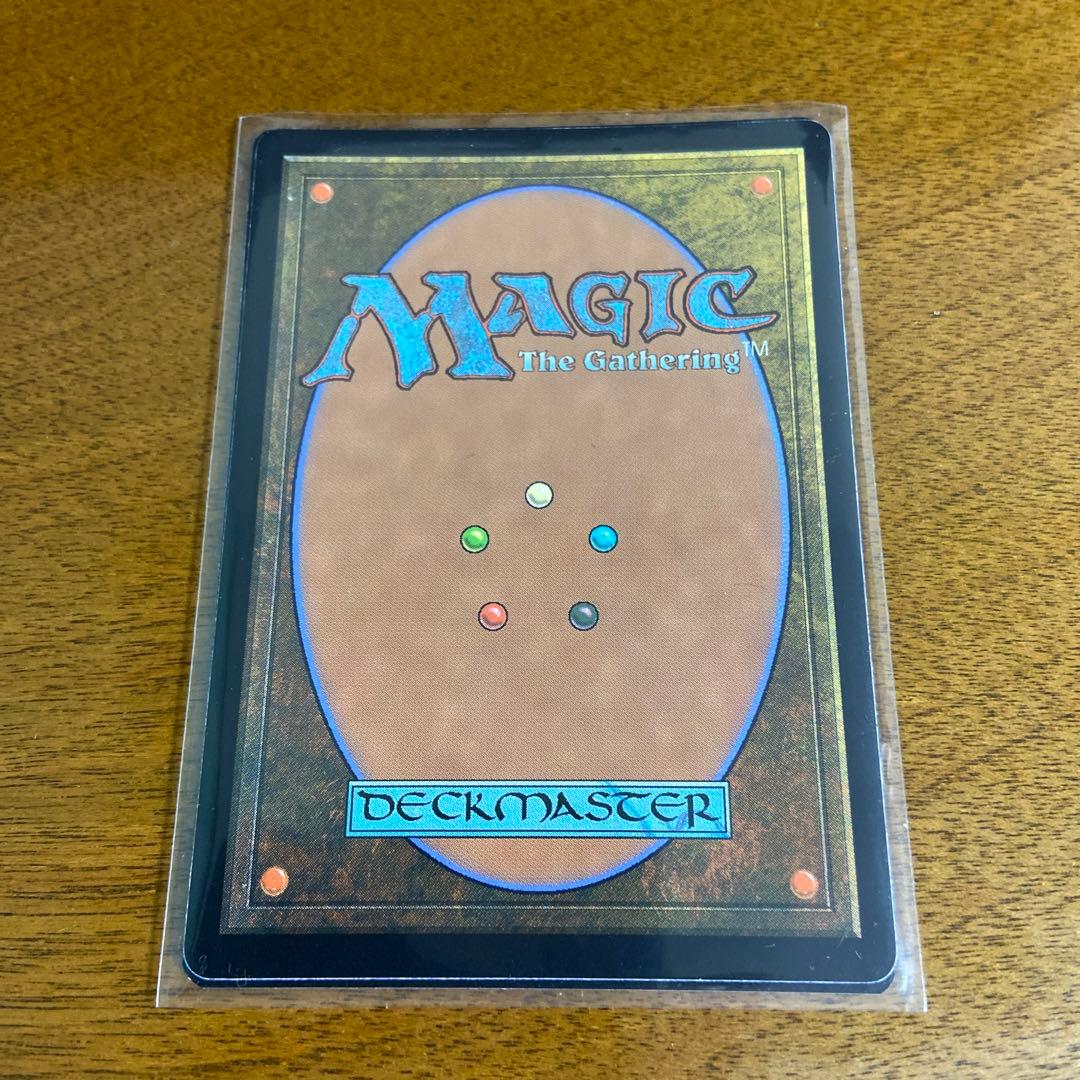 MAGIC
The Gathering™
DECKMASTER